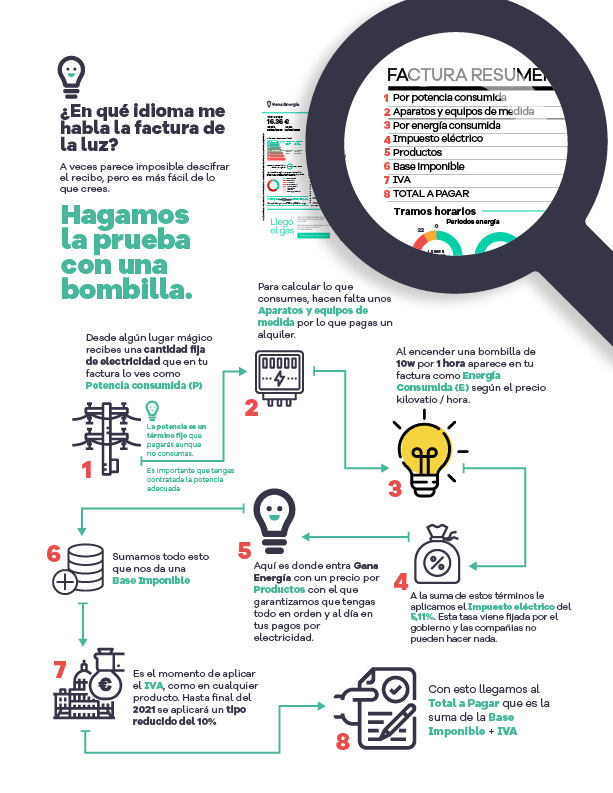 ¿En qué idioma me
habla la factura de
la luz?
A veces parece imposible descifrar
el recibo, pero es más fácil de lo
que crees.
Hagamos
la prueba
con una
bombilla.
Gana Energía
16,36 €
Llegó
el gas
FACTURA RESUMEN
1 Por potencia consumida
2 Aparatos y equipos de medida
3 Por energía consumida
4 Impuesto eléctrico
5 Productos
6 Base imponible
7 IVA
8 TOTAL A PAGAR
Tramos horarios
Periodos energía
22
0
Desde algún lugar mágico
recibes una cantidad fija
de electricidad que en tu
factura lo ves como
Potencia consumida (P)
1
La potencia es un
término fijo que
pagarás aunque
no consumas.
Es importante que tengas
contratada la potencia
adecuada
Para calcular lo que
consumes, hacen falta unos
Aparatos y equipos de
medida por lo que pagas un
alquiler.
2
Al encender una bombilla de
10w por 1 hora aparece en tu
factura como Energía
Consumida (E) según el precio
kilovatio / hora.
3
4
A la suma de estos términos le
aplicamos el Impuesto eléctrico del
5,11%. Esta tasa viene fijada por el
gobierno y las compañías no
pueden hacer nada.
5
Aquí es donde entra Gana
Energía con un precio por
Productos con el que
garantizamos que tengas
todo en orden y al día en
tus pagos por
electricidad.
6
Sumamos todo esto
que nos da una
Base Imponible
7
Es el momento de aplicar
el IVA, como en cualquier
producto. Hasta final del
2021 se aplicará un tipo
reducido del 10%
8
Con esto llegamos al
Total a Pagar que es la
suma de la Base
Imponible + IVA